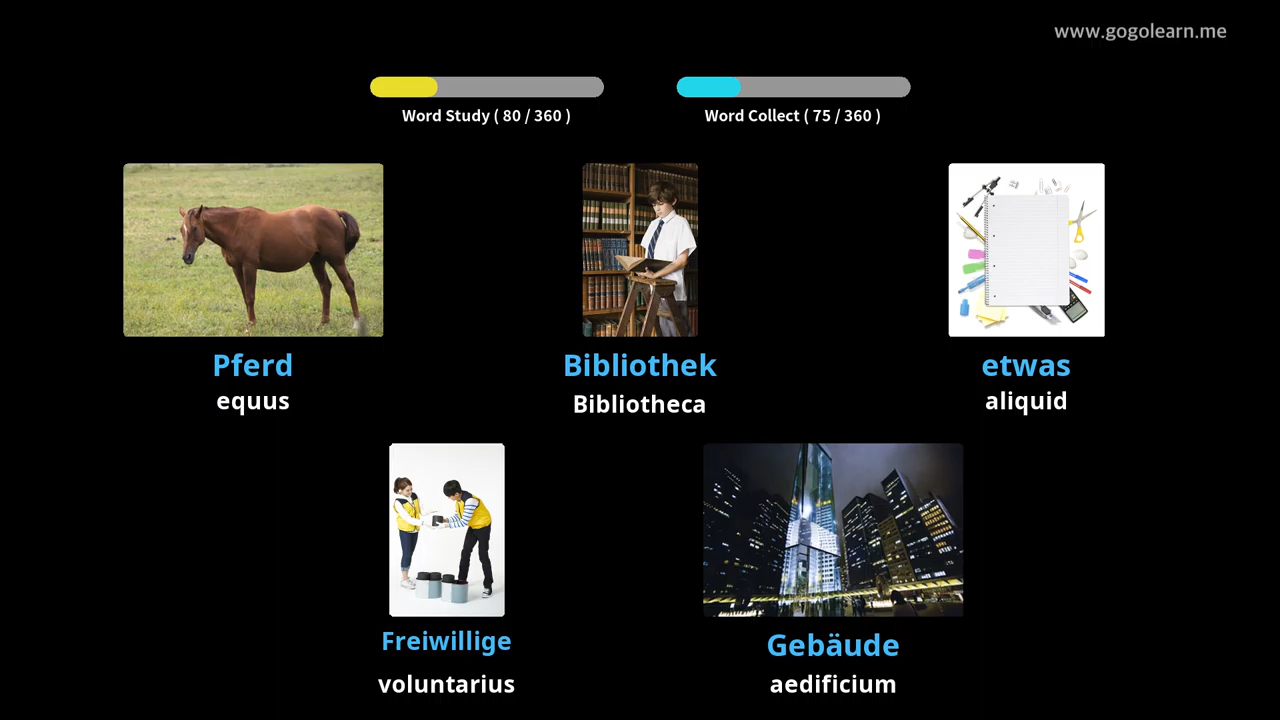 www.gogolearn.me
Word Study ( 80 / 360 )
Word Collect ( 75 / 360 )
Pferd
equus
Bibliothek
Bibliotheca
etwas
aliquid
Freiwillige
voluntarius
Gebäude
aedificium